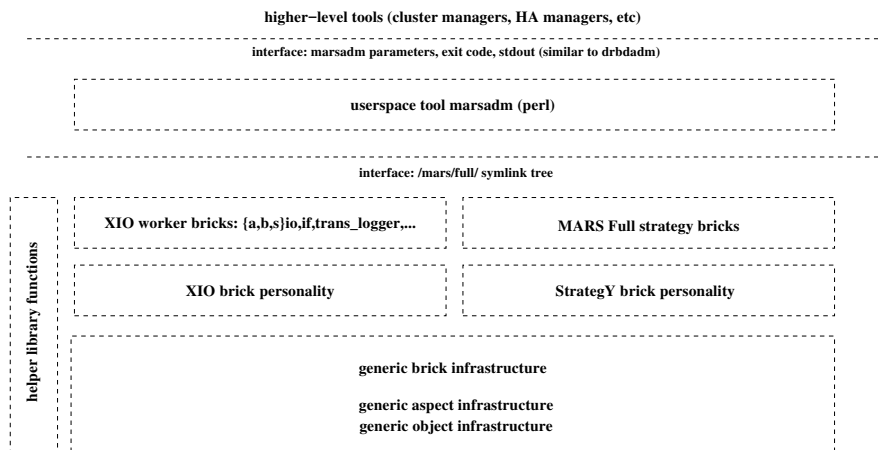 higher−level tools (cluster managers, HA managers, etc)
interface: marsadm parameters, exit code, stdout (similar to drbdadm)
userspace tool marsadm (perl)
interface: /mars/full/ symlink tree
helper library functions
XIO worker bricks: {a,b,s}io,if,trans_logger,...
MARS Full strategy bricks
XIO brick personality
StrategY brick personality
generic brick infrastructure
generic aspect infrastructure
generic object infrastructure